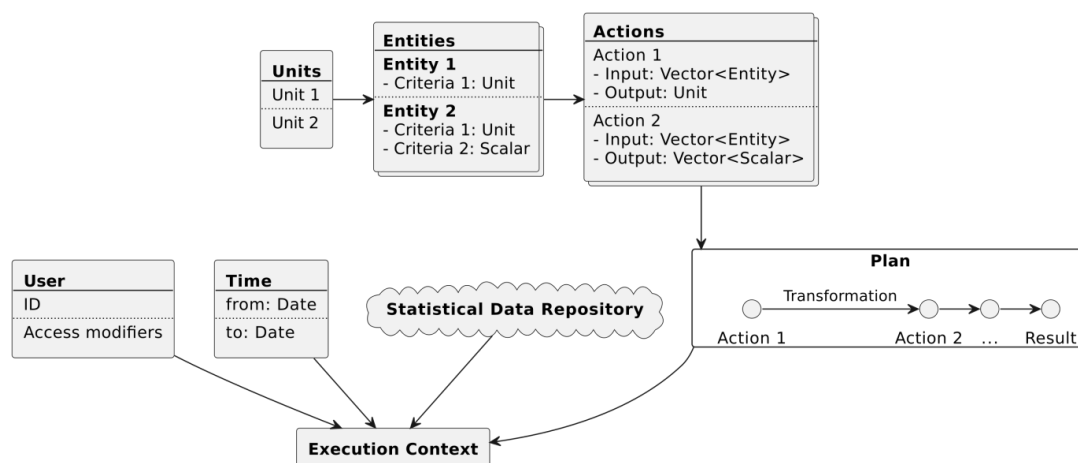 Units
Unit 1
Unit 2
Entities
Entity 1
- Criteria 1: Unit
Entity 2
- Criteria 1: Unit
- Criteria 2: Scalar
Actions
Action 1
- Input: Vector<Entity>
- Output: Unit
Action 2
- Input: Vector<Entity>
- Output: Vector<Scalar>
User
ID
Access modifiers
Time
from: Date
to: Date
Statistical Data Repository
Plan
Transformation
Action 1
Action 2
...
Result
Execution Context